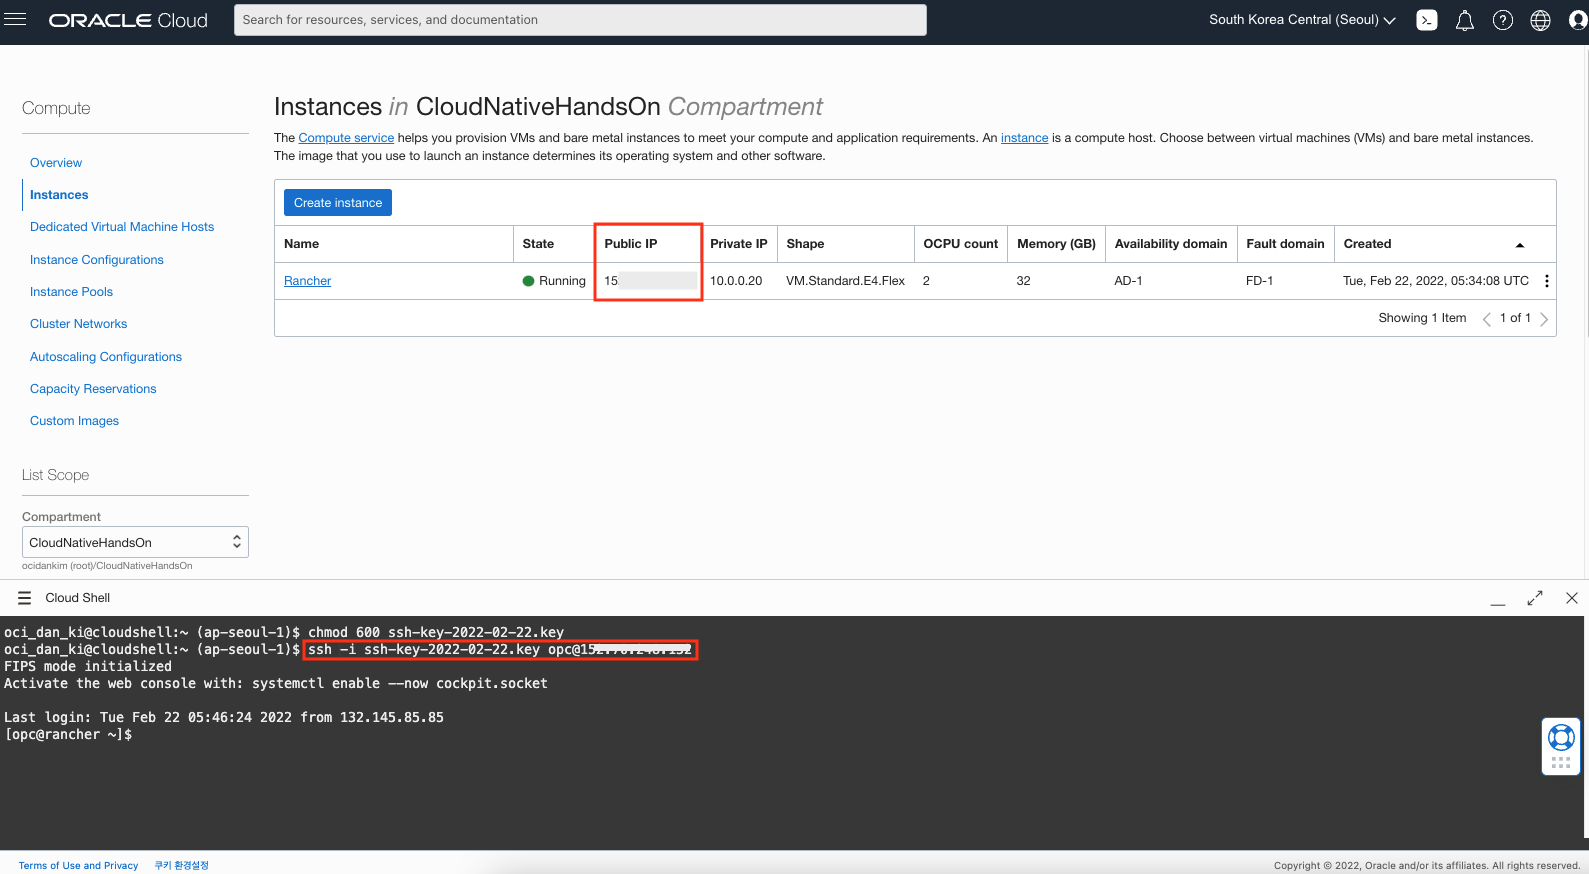 ORACLE Cloud
Search for resources, services, and documentation
South Korea Central (Seoul)
Compute
Overview
Instances
Dedicated Virtual Machine Hosts
Instance Configurations
Instance Pools
Cluster Networks
Autoscaling Configurations
Capacity Reservations
Custom Images
List Scope
Compartment
CloudNativeHandsOn
ocidankim (root)/CloudNativeHandsOn
Instances in CloudNativeHandsOn Compartment
The Compute service helps you provision VMs and bare metal instances to meet your compute and application requirements. An instance is a compute host. Choose between virtual machines (VMs) and bare metal instances.
The image that you use to launch an instance determines its operating system and other software.
Create instance
Name State Public IP Private IP Shape OCPU count Memory (GB) Availability domain Fault domain Created
Rancher Running 15 10.0.0.20 VM.Standard.E4.Flex 2 32 AD-1 FD-1 Tue, Feb 22, 2022, 05:34:08 UTC
Showing 1 Item 1 of 1
Cloud Shell
oci_dan_ki@cloudshell:~ (ap-seoul-1)$ chmod 600 ssh-key-2022-02-22.key
oci_dan_ki@cloudshell:~ (ap-seoul-1)$ ssh -i ssh-key-2022-02-22.key opc@15
FIPS mode initialized
Activate the web console with: systemctl enable --now cockpit.socket
Last login: Tue Feb 22 05:46:24 2022 from 132.145.85.85
[opc@rancher ~]$
Terms of Use and Privacy 쿠키 환경설정
Copyright © 2022, Oracle and/or its affiliates. All rights reserved.